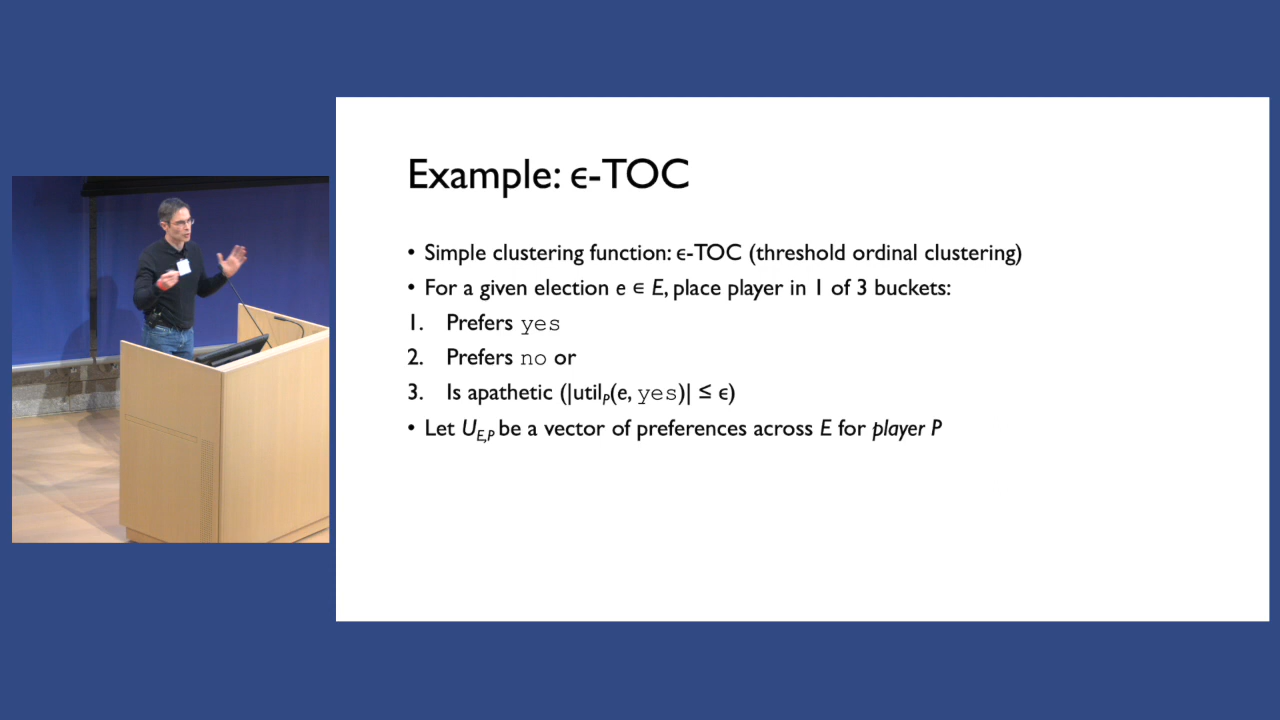 Example: ϵ-TOC
• Simple clustering function: ϵ-TOC (threshold ordinal clustering)
• For a given election e ∈ E, place player in 1 of 3 buckets:
1. Prefers yes
2. Prefers no or
3. Is apathetic (|util_P(e, yes)| ≤ ϵ)
• Let U_E,P be a vector of preferences across E for player P